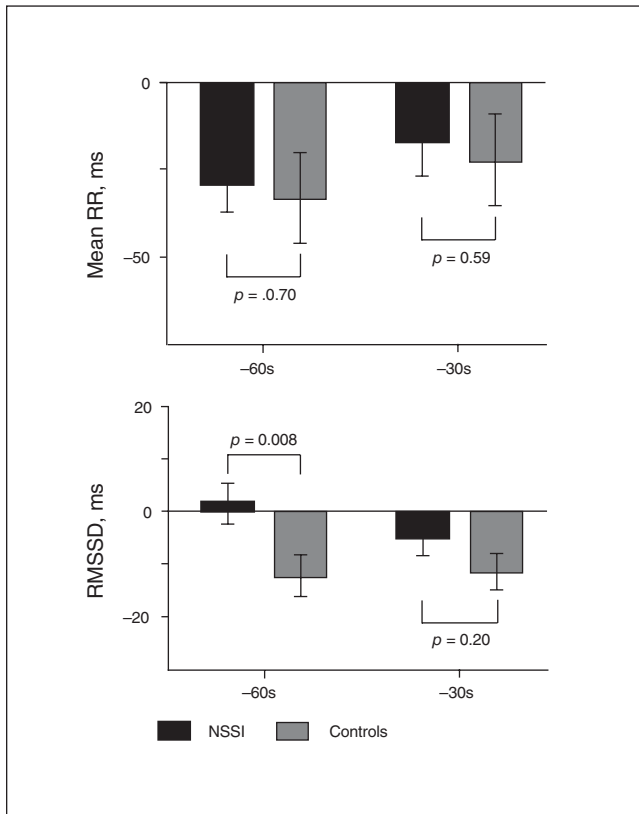 0
Mean RR, ms
–50
p = .0.70
p = 0.59
–60s
–30s
20
p = 0.008
0
RMSSD, ms
–20
p = 0.20
–60s
–30s
NSSI
Controls